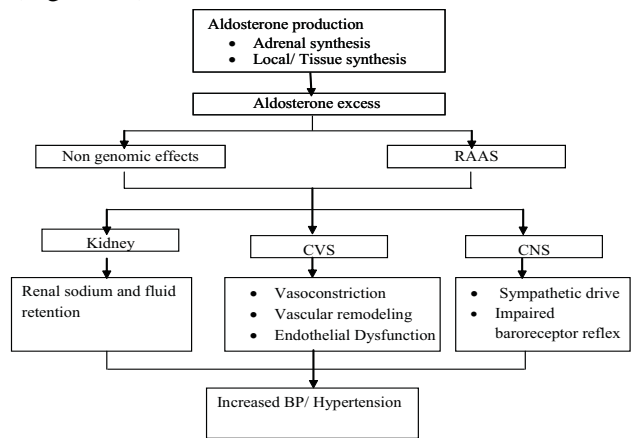 Aldosterone production
• Adrenal synthesis
• Local/ Tissue synthesis
Aldosterone excess
Non genomic effects
RAAS
Kidney
CVS
CNS
Renal sodium and fluid
retention
• Vasoconstriction
• Vascular remodeling
• Endothelial Dysfunction
• Sympathetic drive
• Impaired
baroreceptor reflex
Increased BP/ Hypertension